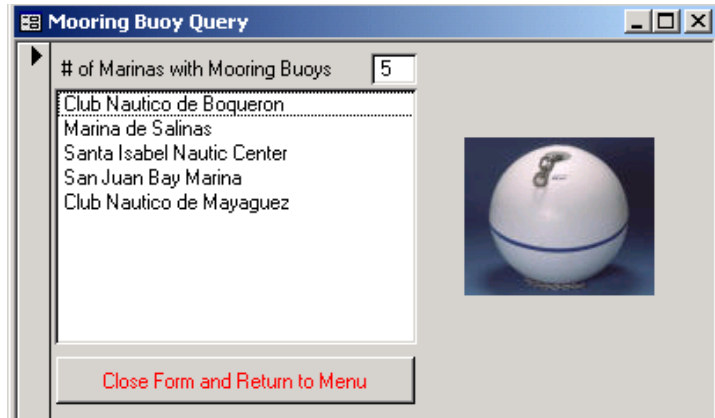 Mooring Buoy Query
# of Marinas with Mooring Buoys 5
Club Nautico de Boqueron
Marina de Salinas
Santa Isabel Nautic Center
San Juan Bay Marina
Club Nautico de Mayaguez
Close Form and Return to Menu